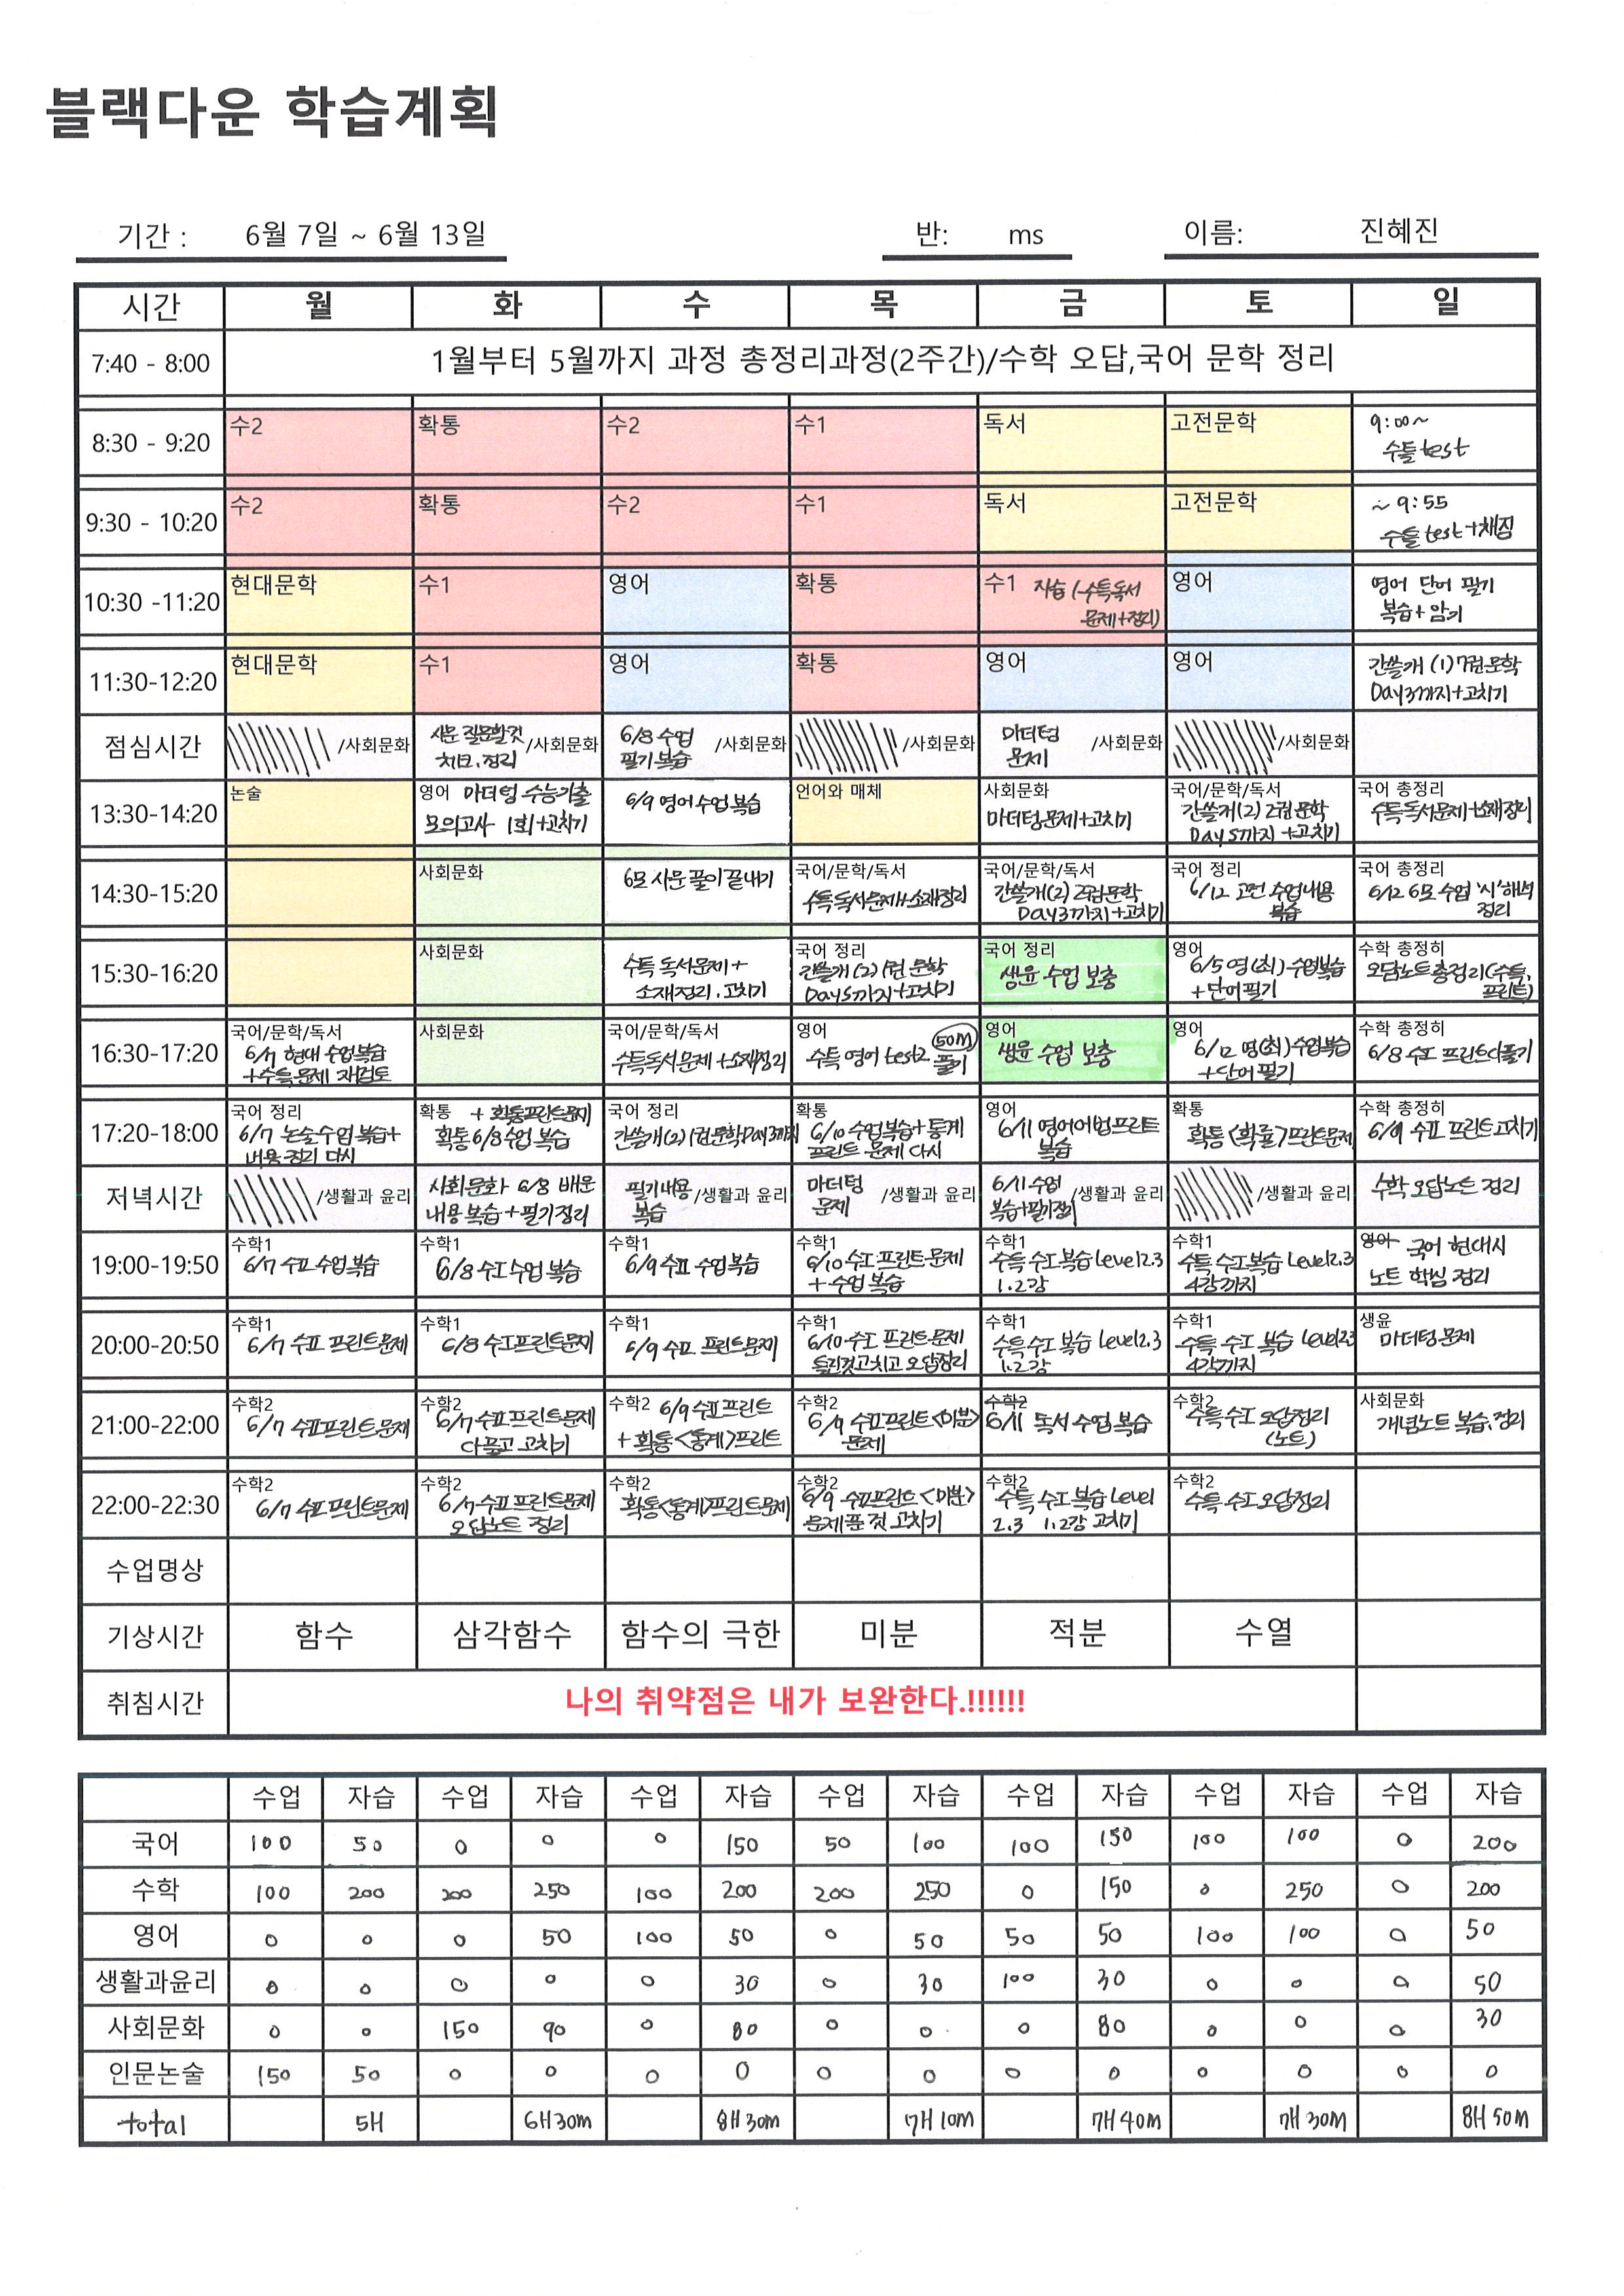 블랙다운 학습계획
기간 : 6월 7일 ~ 6월 13일 반: ms 이름: 진혜진
시간 월 화 수 목 금 토 일
7:40 - 8:00 1월부터 5월까지 과정 총정리과정(2주간)/수학 오답,국어 문학 정리
8:30 - 9:20 수2 확통 수2 수1 독서 고전문학 9:00~
수특test
9:30 - 10:20 수2 확통 수2 수1 독서 고전문학 ~9:55
수특test+채점
10:30 -11:20 현대문학 수1 영어 확통 수1 자습 (수특독서 영어 영어 단어 필기
문제+정리) 복습+암기
11:30-12:20 현대문학 수1 영어 확통 영어 영어 간쓸개 (1) 7권문학
Day3까지+고치기
점심시간 /사회문화 사문 질문할것 /사회문화 6/8 수업 /사회문화 /사회문화 마더텅 /사회문화 /사회문화
체크, 정리 필기 복습 문제
13:30-14:20 논술 영어 마더텅 수능기출 6/9 영어수업 복습 언어와 매체 사회문화 국어/문학/독서 국어 총정리
모의고사 1회+고치기 마더텅문제+고치기 간쓸개(2) 2권문학 수특독서문제+소재정리
Day5까지 +고치기
14:30-15:20 사회문화 6모 사문 풀이 끝내기 국어/문학/독서 국어/문학/독서 국어 정리 국어 총정리
수특독서문제+소재정리 간쓸개(2) 2권문학 6/12 고전 수업내용 6/12 6모 수업 '시'해석
Day3까지+고치기 복습 정리
15:30-16:20 사회문화 수특 독서문제+ 국어 정리 국어 정리 영어 수학 총정히
소재정리, 고치기 간쓸개(2) 1권 문학 생윤 수업 보충 6/5 영(최) 수업복습 오답노트총정리(수특,
Day5까지+고치기 +단어필기 프린트)
16:30-17:20 국어/문학/독서 사회문화 국어/문학/독서 영어 50M 영어 영어 수학 총정히
6/7 현대 수업복습 수특독서문제+소재정리 수특 영어 test2 풀기 생윤 수업 보충 6/12 영(최)수업복습 6/8 수Ⅰ 프린트다풀기
+수특문제 재검토 +단어필기
17:20-18:00 국어 정리 확통 + 확통프린트문제 국어 정리 확통 영어 확통 수학 총정히
6/7 논술수업 복습+ 확통6/8수업 복습 간쓸개(2)1권문학Day3까지 6/10 수업복습+통계 6/11 영어어법프린트 확통<확률>프린트문제 6/9 수Ⅱ 프린트고치기
내용 정리 다시 프린트 문제 다시 복습
저녁시간 /생활과 윤리 사회문화 6/8 배운 필기내용 /생활과 윤리 마더텅 /생활과 윤리 6/11 수업 /생활과 윤리 /생활과 윤리 수학오답노트 정리
내용 복습+필기정리 복습 문제 복습+필기정리
19:00-19:50 수학1 수학1 수학1 수학1 수학1 수학1 영어 국어 현대시
6/7 수Ⅱ 수업복습 6/8 수Ⅰ 수업 복습 6/9 수Ⅱ 수업복습 6/10 수Ⅰ 프린트문제 수특 수Ⅰ 복습 Level2.3 수특 수Ⅰ복습 Level2.3 노트 핵심 정리
+수업 복습 1.2강 4강까지
20:00-20:50 수학1 수학1 수학1 수학1 수학1 수학1 생윤
6/7 수Ⅱ 프린트문제 6/8 수Ⅰ프린트문제 6/9 수Ⅱ 프린트문제 6/10 수Ⅰ 프린트문제 수특 수Ⅰ 복습 Level2.3 수특 수Ⅰ 복습 Level2.3 마더텅문제
틀린것고치고 오답정리 1.2강 4강까지
21:00-22:00 수학2 수학2 수학2 6/9 수Ⅱ프린트 수학2 수학2 수학2 사회문화
6/7 수Ⅱ프린트문제 6/7 수Ⅱ프린트문제 +확통<통계>프린트 6/9 수Ⅱ프린트<미분> 6/11 독서 수업복습 수특수Ⅰ 오답정리 개념노트 복습,정리
다풀고 고치기 문제 (노트)
22:00-22:30 수학2 수학2 수학2 수학2 수학2 수학2
6/7 수Ⅱ프린트문제 6/7 수Ⅱ프린트문제 확통<통계>프린트문제 6/9 수Ⅱ프린트<미분> 수특 수Ⅰ 복습 Level 수특 수Ⅰ오답정리
오답노트 정리 문제푼 것 고치기 2.3 1.2강 고치기
수업명상
기상시간 함수 삼각함수 함수의 극한 미분 적분 수열
취침시간 나의 취약점은 내가 보완한다.!!!!!!
수업 자습 수업 자습 수업 자습 수업 자습 수업 자습 수업 자습 수업 자습
국어 100 50 0 0 0 150 50 100 100 150 100 100 0 200
수학 100 200 200 250 100 200 200 250 0 150 0 250 0 200
영어 0 0 0 50 100 50 0 50 50 50 100 100 0 50
생활과윤리 0 0 0 0 0 30 0 30 100 30 0 0 0 50
사회문화 0 0 150 90 0 80 0 0 0 80 0 0 0 30
인문논술 150 50 0 0 0 0 0 0 0 0 0 0 0 0
total 5H 6H30M 8H30M 7H10M 7H40M 7H30M 8H50M